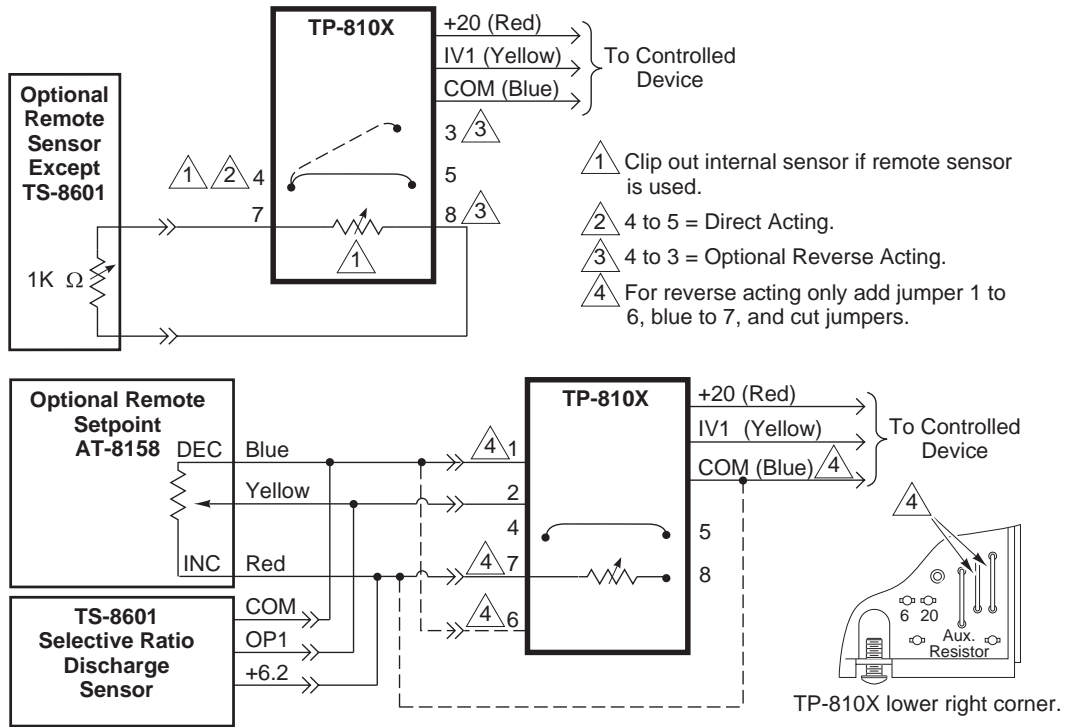 TP-810X
+20 (Red)
IV1 (Yellow)
COM (Blue)
To Controlled
Device
Optional
Remote
Sensor
Except
TS-8601
1K Ω
1 2 4
7
3 3
5
8 3
1
1 Clip out internal sensor if remote sensor
is used.
2 4 to 5 = Direct Acting.
3 4 to 3 = Optional Reverse Acting.
4 For reverse acting only add jumper 1 to
6, blue to 7, and cut jumpers.
Optional Remote
Setpoint
AT-8158
DEC
INC
Blue
Yellow
Red
TS-8601
Selective Ratio
Discharge
Sensor
COM
OP1
+6.2
TP-810X
4 1
2
4
4 7
4 6
5
8
+20 (Red)
IV1 (Yellow)
COM (Blue) 4
To Controlled
Device
4
6 20
Aux.
Resistor
TP-810X lower right corner.